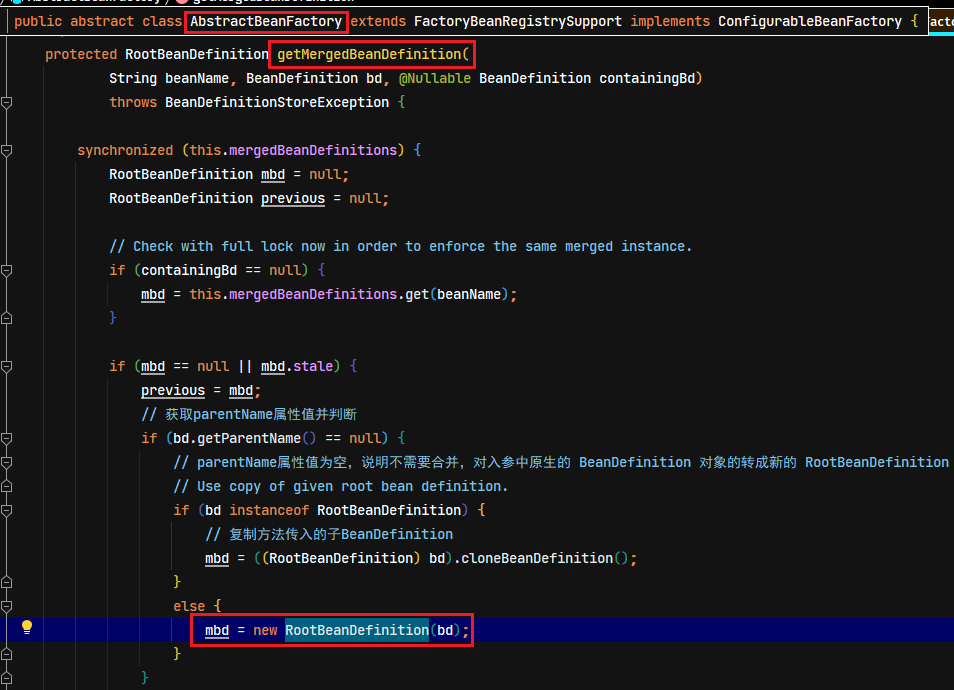 public abstract class AbstractBeanFactory extends FactoryBeanRegistrySupport implements ConfigurableBeanFactory {
protected RootBeanDefinition getMergedBeanDefinition(
String beanName, BeanDefinition bd, @Nullable BeanDefinition containingBd)
throws BeanDefinitionStoreException {
synchronized (this.mergedBeanDefinitions) {
RootBeanDefinition mbd = null;
RootBeanDefinition previous = null;
// Check with full lock now in order to enforce the same merged instance.
if (containingBd == null) {
mbd = this.mergedBeanDefinitions.get(beanName);
}
if (mbd == null || mbd.stale) {
previous = mbd;
// 获取parentName属性值并判断
if (bd.getParentName() == null) {
// parentName属性值为空，说明不需要合并，对入参中原生的 BeanDefinition 对象的转成新的 RootBeanDefinition
// Use copy of given root bean definition.
if (bd instanceof RootBeanDefinition) {
// 复制方法传入的子BeanDefinition
mbd = ((RootBeanDefinition) bd).cloneBeanDefinition();
}
else {
mbd = new RootBeanDefinition(bd);
}
}